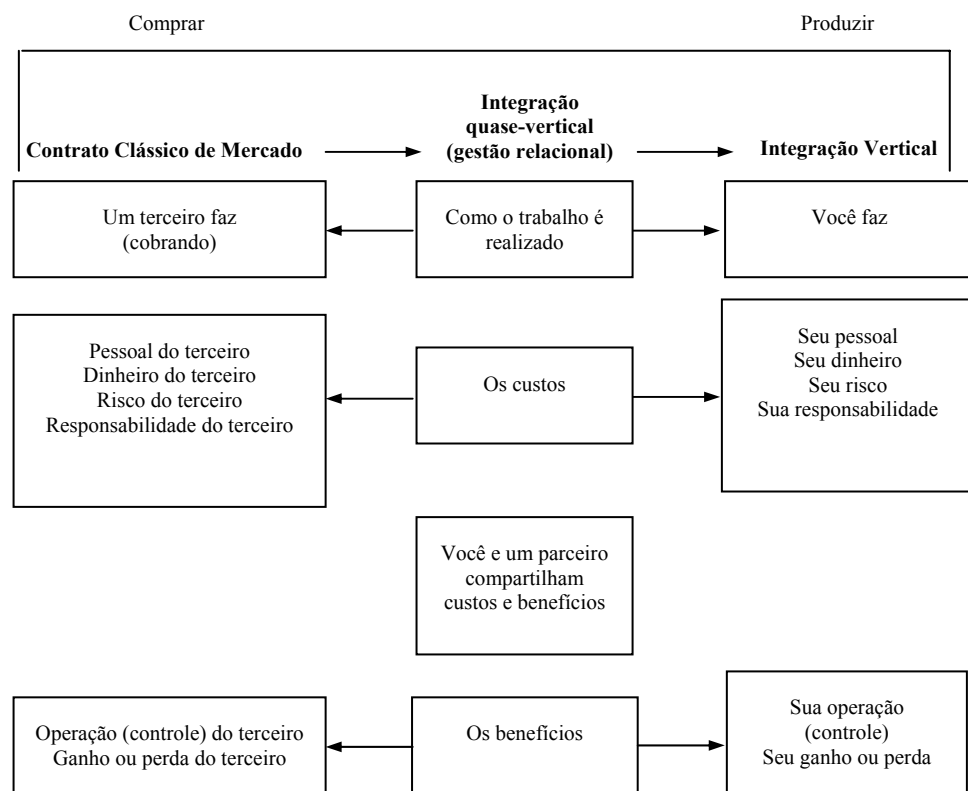 Comprar
Produzir
Integração
quase-vertical
(gestão relacional)
Contrato Clássico de Mercado
Integração Vertical
Um terceiro faz
(cobrando)
Como o trabalho é
realizado
Você faz
Pessoal do terceiro
Dinheiro do terceiro
Risco do terceiro
Responsabilidade do terceiro
Os custos
Seu pessoal
Seu dinheiro
Seu risco
Sua responsabilidade
Você e um parceiro
compartilham
custos e benefícios
Operação (controle) do terceiro
Ganho ou perda do terceiro
Os benefícios
Sua operação
(controle)
Seu ganho ou perda